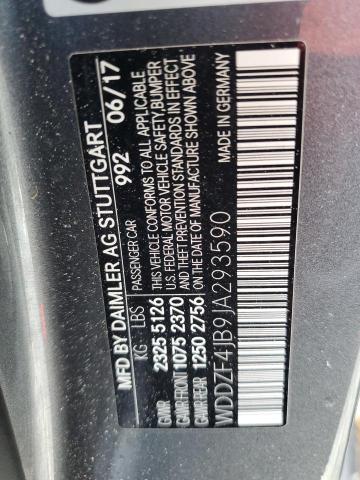 MFD BY DAIMLER AG STUTTGART
992 06/17
PASSENGER CAR
KG LBS
GVWR 2325 5126
GAWR FRONT 1075 2370
GAWR REAR 1250 2756
THIS VEHICLE CONFORMS TO ALL APPLICABLE
U.S. FEDERAL MOTOR VEHICLE SAFETY, BUMPER
AND THEFT PREVENTION STANDARDS IN EFFECT
ON THE DATE OF MANUFACTURE SHOWN ABOVE
MADE IN GERMANY
WDDZF4JB9JA293590